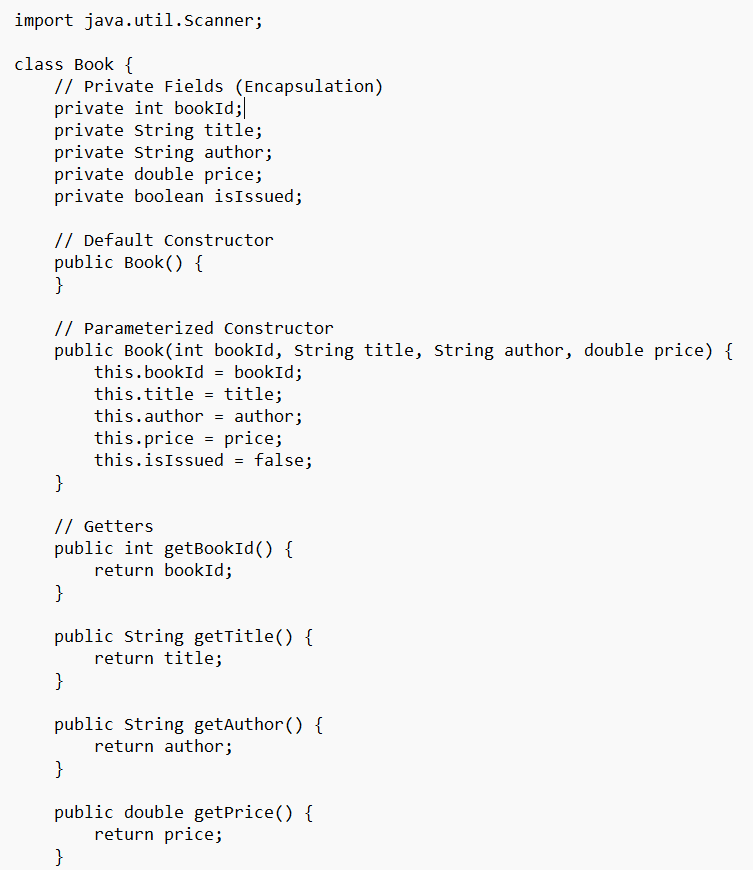 import java.util.Scanner;

class Book {
    // Private Fields (Encapsulation)
    private int bookId;
    private String title;
    private String author;
    private double price;
    private boolean isIssued;

    // Default Constructor
    public Book() {
    }

    // Parameterized Constructor
    public Book(int bookId, String title, String author, double price) {
        this.bookId = bookId;
        this.title = title;
        this.author = author;
        this.price = price;
        this.isIssued = false;
    }

    // Getters
    public int getBookId() {
        return bookId;
    }

    public String getTitle() {
        return title;
    }

    public String getAuthor() {
        return author;
    }

    public double getPrice() {
        return price;
    }